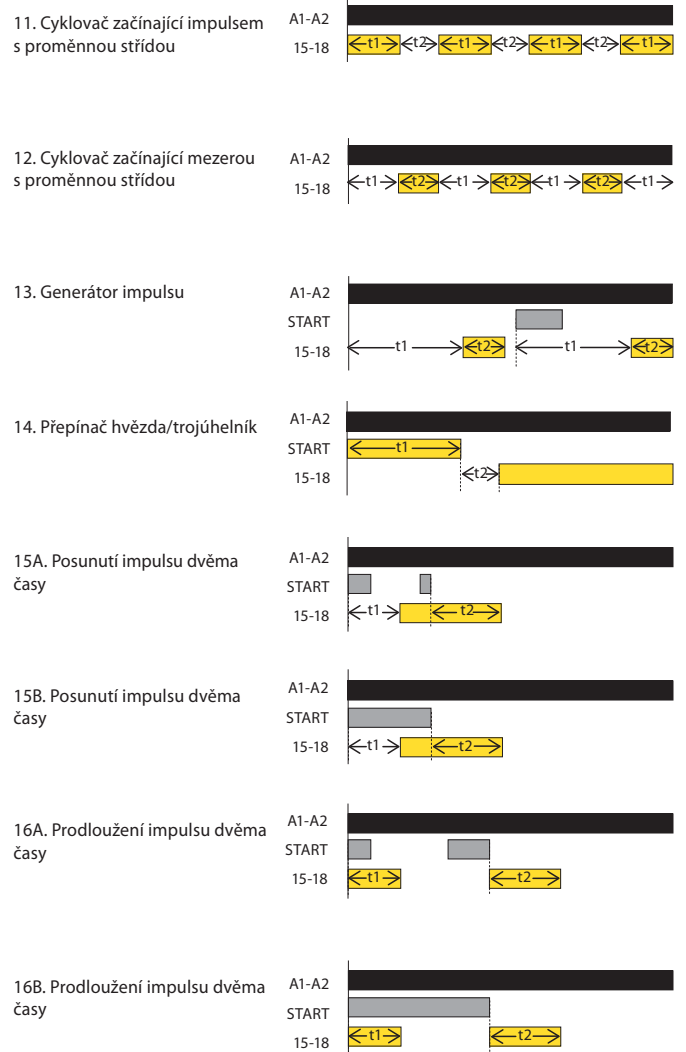 11. Cyklovač začínající impulsem
s proměnnou střídou
A1-A2
15-18
t1 t2 t1 t2 t1 t2 t1
12. Cyklovač začínající mezerou
s proměnnou střídou
A1-A2
15-18
t1 t2 t1 t2 t1 t2 t1
13. Generátor impulsu
A1-A2
START
15-18
t1 t2 t1 t2
14. Přepínač hvězda/trojúhelník
A1-A2
START
t1
15-18
t2
15A. Posunutí impulsu dvěma
časy
A1-A2
START
15-18
t1 t2
15B. Posunutí impulsu dvěma
časy
A1-A2
START
15-18
t1 t2
16A. Prodloužení impulsu dvěma
časy
A1-A2
START
15-18
t1 t2
16B. Prodloužení impulsu dvěma
časy
A1-A2
START
15-18
t1 t2